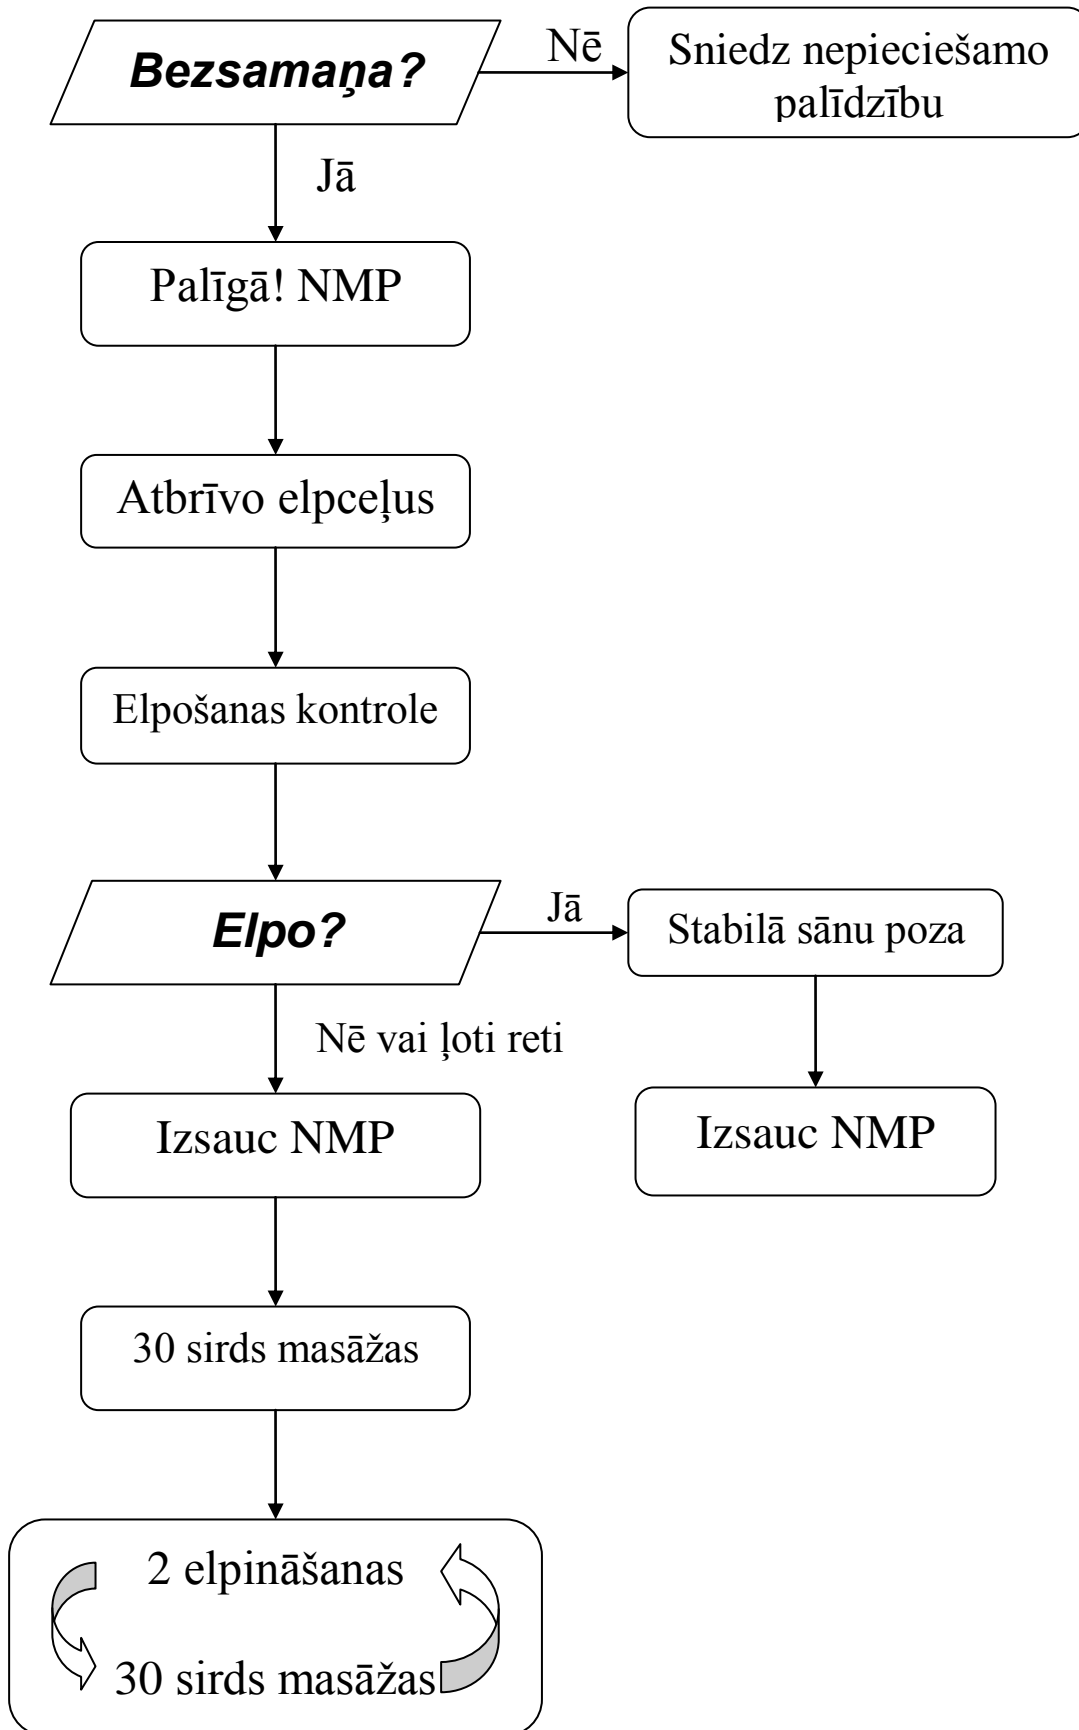 Bezsamaņa?
Nē
Sniedz nepieciešamo
palīdzību
Jā
Palīgā! NMP
Atbrīvo elpceļus
Elpošanas kontrole
Elpo?
Jā
Stabilā sānu poza
Nē vai ļoti reti
Izsauc NMP
Izsauc NMP
30 sirds masāžas
2 elpināšanas
30 sirds masāžas